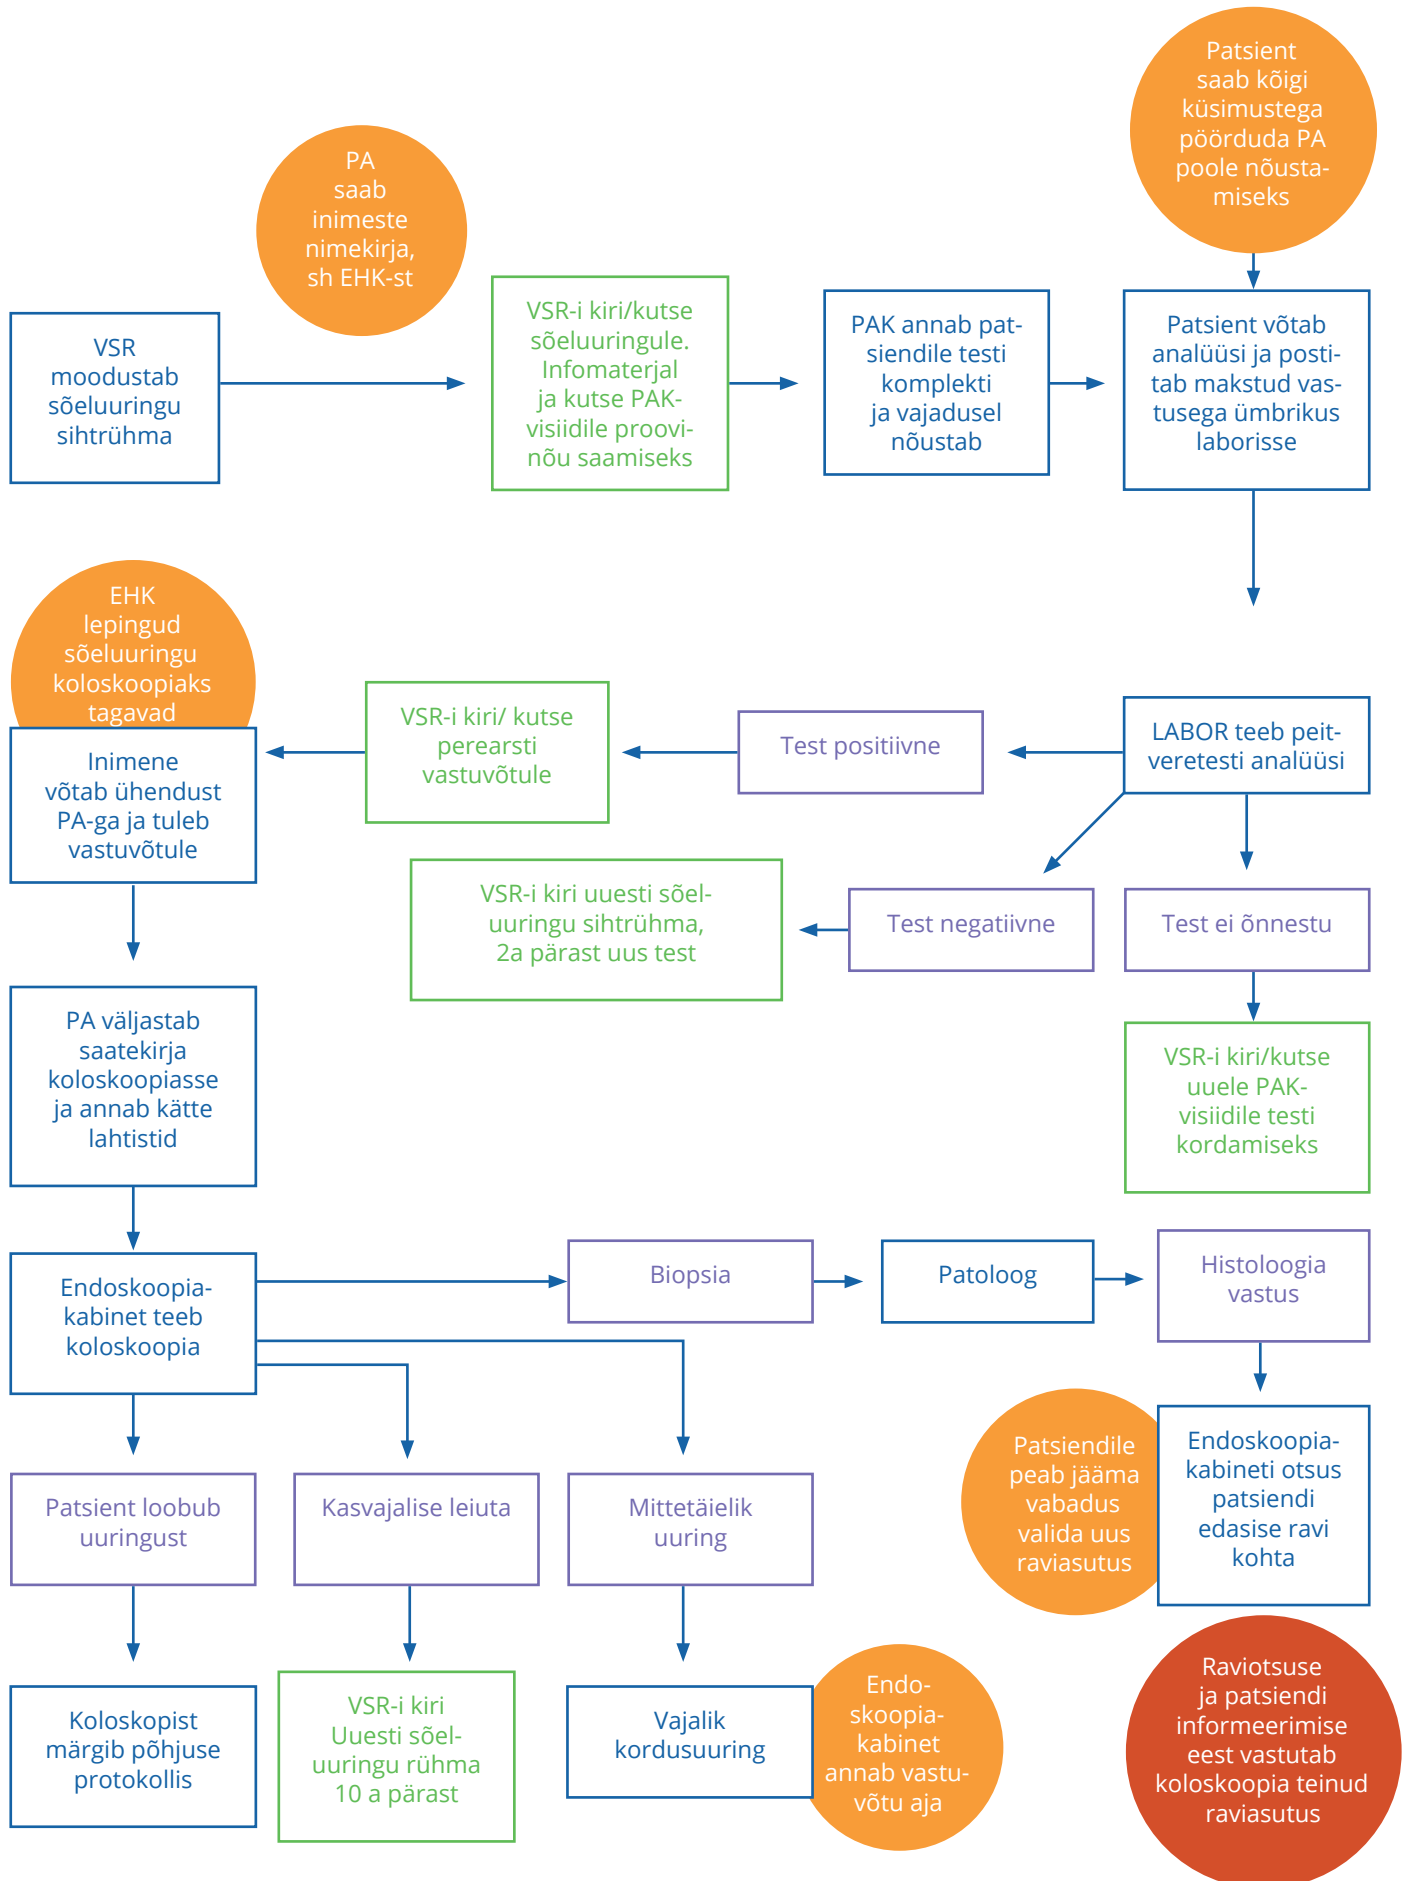 Patsient
saab kõigi
küsimustega
pöörduda PA
poole nõusta-
miseks
PA
saab
inimeste
nimekirja,
sh EHK-st
VSR
moodustab
sõeluuringu
sihtrühma
VSR-i kiri/kutse
sõeluuringule.
Infomaterjal
ja kutse PAK-
visiidile proovi-
nõu saamiseks
PAK annab pat-
siendile testi
komplekti
ja vajadusel
nõustab
Patsient võtab
analüüsi ja posti-
tab makstud vas-
tusega ümbrikus
laborisse
EHK
lepingud
sõeluuringu
koloskoopiaks
tagavad
Inimene
võtab ühendust
PA-ga ja tuleb
vastuvõtule
VSR-i kiri/ kutse
perearsti
vastuvõtule
Test positiivne
LABOR teeb peit-
veretesti analüüsi
VSR-i kiri uuesti sõel-
uuringu sihtrühma,
2a pärast uus test
Test negatiivne
Test ei õnnestu
PA väljastab
saatekirja
koloskoopiasse
ja annab kätte
lahtistid
VSR-i kiri/kutse
uuele PAK-
visiidile testi
kordamiseks
Endoskoopia-
kabinet teeb
koloskoopia
Biopsia
Patoloog
Histoloogia
vastus
Patsiendile
peab jääma
vabadus
valida uus
raviasutus
Endoskoopia-
kabineti otsus
patsiendi
edasise ravi
kohta
Patsient loobub
uuringust
Kasvajalise leiuta
Mittetäielik
uuring
Koloskopist
märgib põhjuse
protokollis
VSR-i kiri
Uuesti sõel-
uuringu rühma
10 a pärast
Vajalik
kordusuuring
Endo-
skoopia-
kabinet
annab vastu-
võtu aja
Raviotsuse
ja patsiendi
informeerimise
eest vastutab
koloskoopia teinud
raviasutus